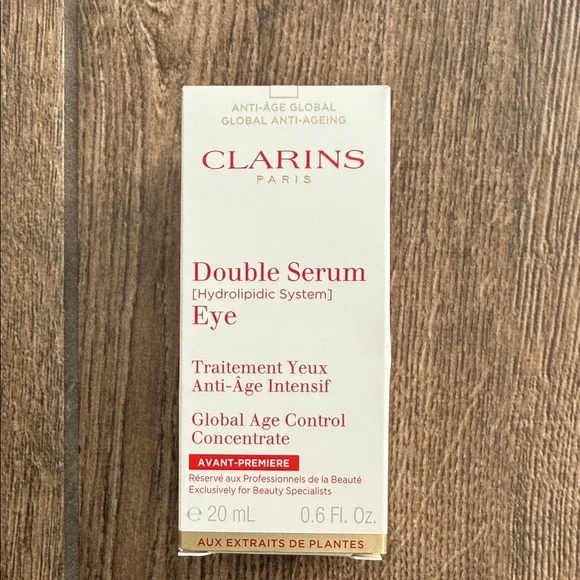 ANTI-ÂGE GLOBAL
GLOBAL ANTI-AGEING
CLARINS
PARIS
Double Serum
[Hydrolipidic System]
Eye
Traitement Yeux
Anti-Âge Intensif
Global Age Control
Concentrate
AVANT-PREMIERE
Réservé aux Professionnels de la Beauté
Exclusively for Beauty Specialists
℮ 20 mL 0.6 Fl. Oz.
AUX EXTRAITS DE PLANTES